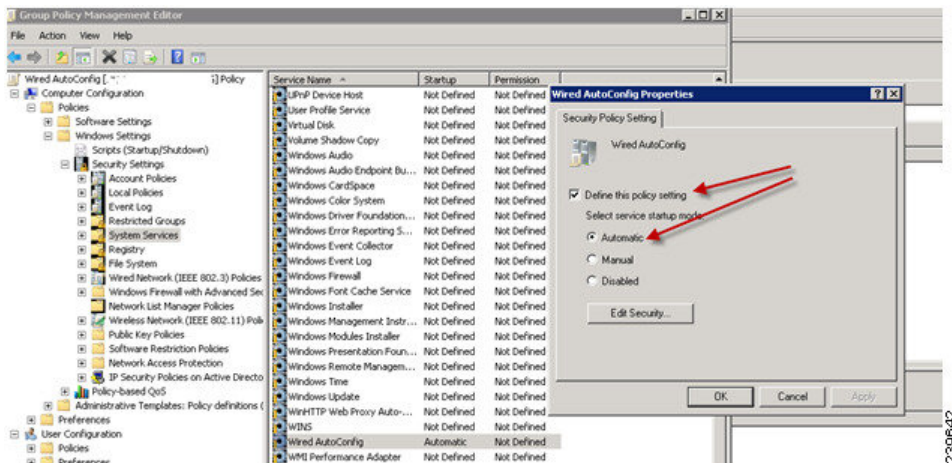 Group Policy Management Editor
File Action View Help
Wired AutoConfig [ ] Policy
Computer Configuration
Policies
Software Settings
Windows Settings
Scripts (Startup/Shutdown)
Security Settings
Account Policies
Local Policies
Event Log
Restricted Groups
System Services
Registry
File System
Wired Network (IEEE 802.3) Policies
Windows Firewall with Advanced Sec
Network List Manager Policies
Wireless Network (IEEE 802.11) Poli
Public Key Policies
Software Restriction Policies
Network Access Protection
IP Security Policies on Active Directo
Policy-based QoS
Administrative Templates: Policy definitions (
Preferences
User Configuration
Policies
Preferences
Service Name Startup Permission
UPnP Device Host Not Defined Not Defined
User Profile Service Not Defined Not Defined
Virtual Disk Not Defined Not Defined
Volume Shadow Copy Not Defined Not Defined
Windows Audio Not Defined Not Defined
Windows Audio Endpoint Bu... Not Defined Not Defined
Windows CardSpace Not Defined Not Defined
Windows Color System Not Defined Not Defined
Windows Driver Foundation... Not Defined Not Defined
Windows Error Reporting S... Not Defined Not Defined
Windows Event Collector Not Defined Not Defined
Windows Event Log Not Defined Not Defined
Windows Firewall Not Defined Not Defined
Windows Font Cache Service Not Defined Not Defined
Windows Installer Not Defined Not Defined
Windows Management Instr... Not Defined Not Defined
Windows Modules Installer Not Defined Not Defined
Windows Presentation Foun... Not Defined Not Defined
Windows Remote Managem... Not Defined Not Defined
Windows Time Not Defined Not Defined
Windows Update Not Defined Not Defined
WinHTTP Web Proxy Auto-... Not Defined Not Defined
WINS Not Defined Not Defined
Wired AutoConfig Automatic Not Defined
WMI Performance Adapter Not Defined Not Defined
Wired AutoConfig Properties
Security Policy Setting
Wired AutoConfig
Define this policy setting
Select service startup mode:
Automatic
Manual
Disabled
Edit Security...
OK Cancel Apply
239642